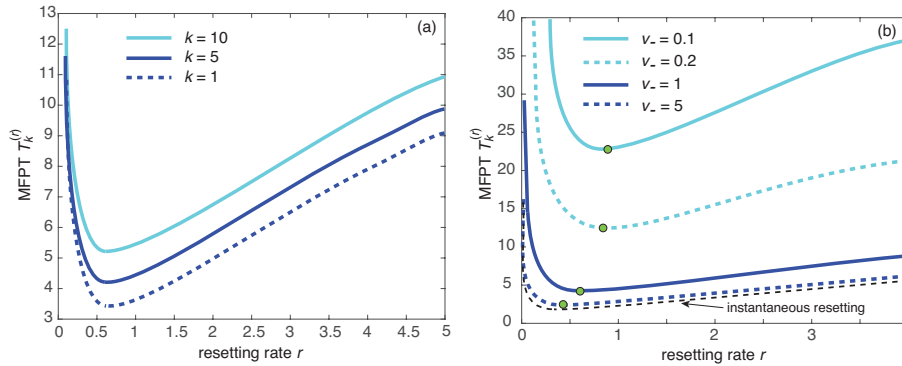 (a)
k = 10
k = 5
k = 1
MFPT T_k^(r)
13
12
11
10
9
8
7
6
5
4
3
0 0.5 1 1.5 2 2.5 3 3.5 4 4.5 5
resetting rate r
(b)
v_- = 0.1
v_- = 0.2
v_- = 1
v_- = 5
MFPT T_k^(r)
40
35
30
25
20
15
10
5
0
instantaneous resetting
0 1 2 3
resetting rate r